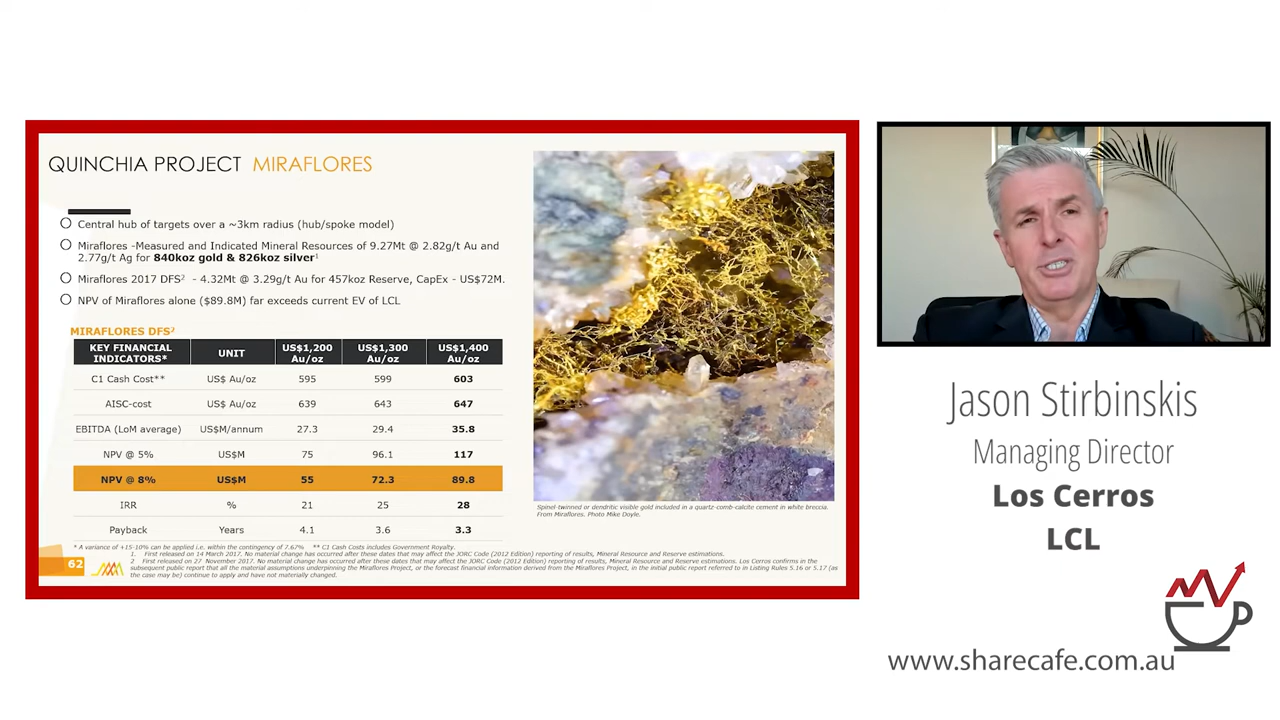 QUINCHIA PROJECT MIRAFLORES
Central hub of targets over a ~3km radius (hub/spoke model)
Miraflores -Measured and Indicated Mineral Resources of 9.27Mt @ 2.82g/t Au and
2.77g/t Ag for 840koz gold & 826koz silver¹
Miraflores 2017 DFS² - 4.32Mt @ 3.29g/t Au for 457koz Reserve, CapEx - US$72M.
NPV of Miraflores alone ($89.8M) far exceeds current EV of LCL
MIRAFLORES DFS²
KEY FINANCIAL INDICATORS* UNIT US$1,200 Au/oz US$1,300 Au/oz US$1,400 Au/oz
C1 Cash Cost** US$ Au/oz 595 599 603
AISC-cost US$ Au/oz 639 643 647
EBITDA (LoM average) US$M/annum 27.3 29.4 35.8
NPV @ 5% US$M 75 96.1 117
NPV @ 8% US$M 55 72.3 89.8
IRR % 21 25 28
Payback Years 4.1 3.6 3.3
* A variance of +15-10% can be applied i.e. within the contingency of 7.67% ** C1 Cash Costs includes Government Royalty.
1. First released on 14 March 2017. No material change has occurred after these dates that may affect the JORC Code (2012 Edition) reporting of results, Mineral Resource and Reserve estimations.
2 First released on 27 November 2017. No material change has occurred after these dates that may affect the JORC Code (2012 Edition) reporting of results, Mineral Resource and Reserve estimations. Los Cerros confirms in the
subsequent public report that all the material assumptions underpinning the Miraflores Project, or the forecast financial information derived from the Miraflores Project, in the initial public report referred to in Listing Rules 5.16 or 5.17 (as
the case may be) continue to apply and have not materially changed.
62
Spinel-twinned or dendritic visible gold included in a quartz-comb-calcite cement in white breccia.
From Miraflores. Photo Mike Doyle.
Jason Stirbinskis
Managing Director
Los Cerros
LCL
www.sharecafe.com.au